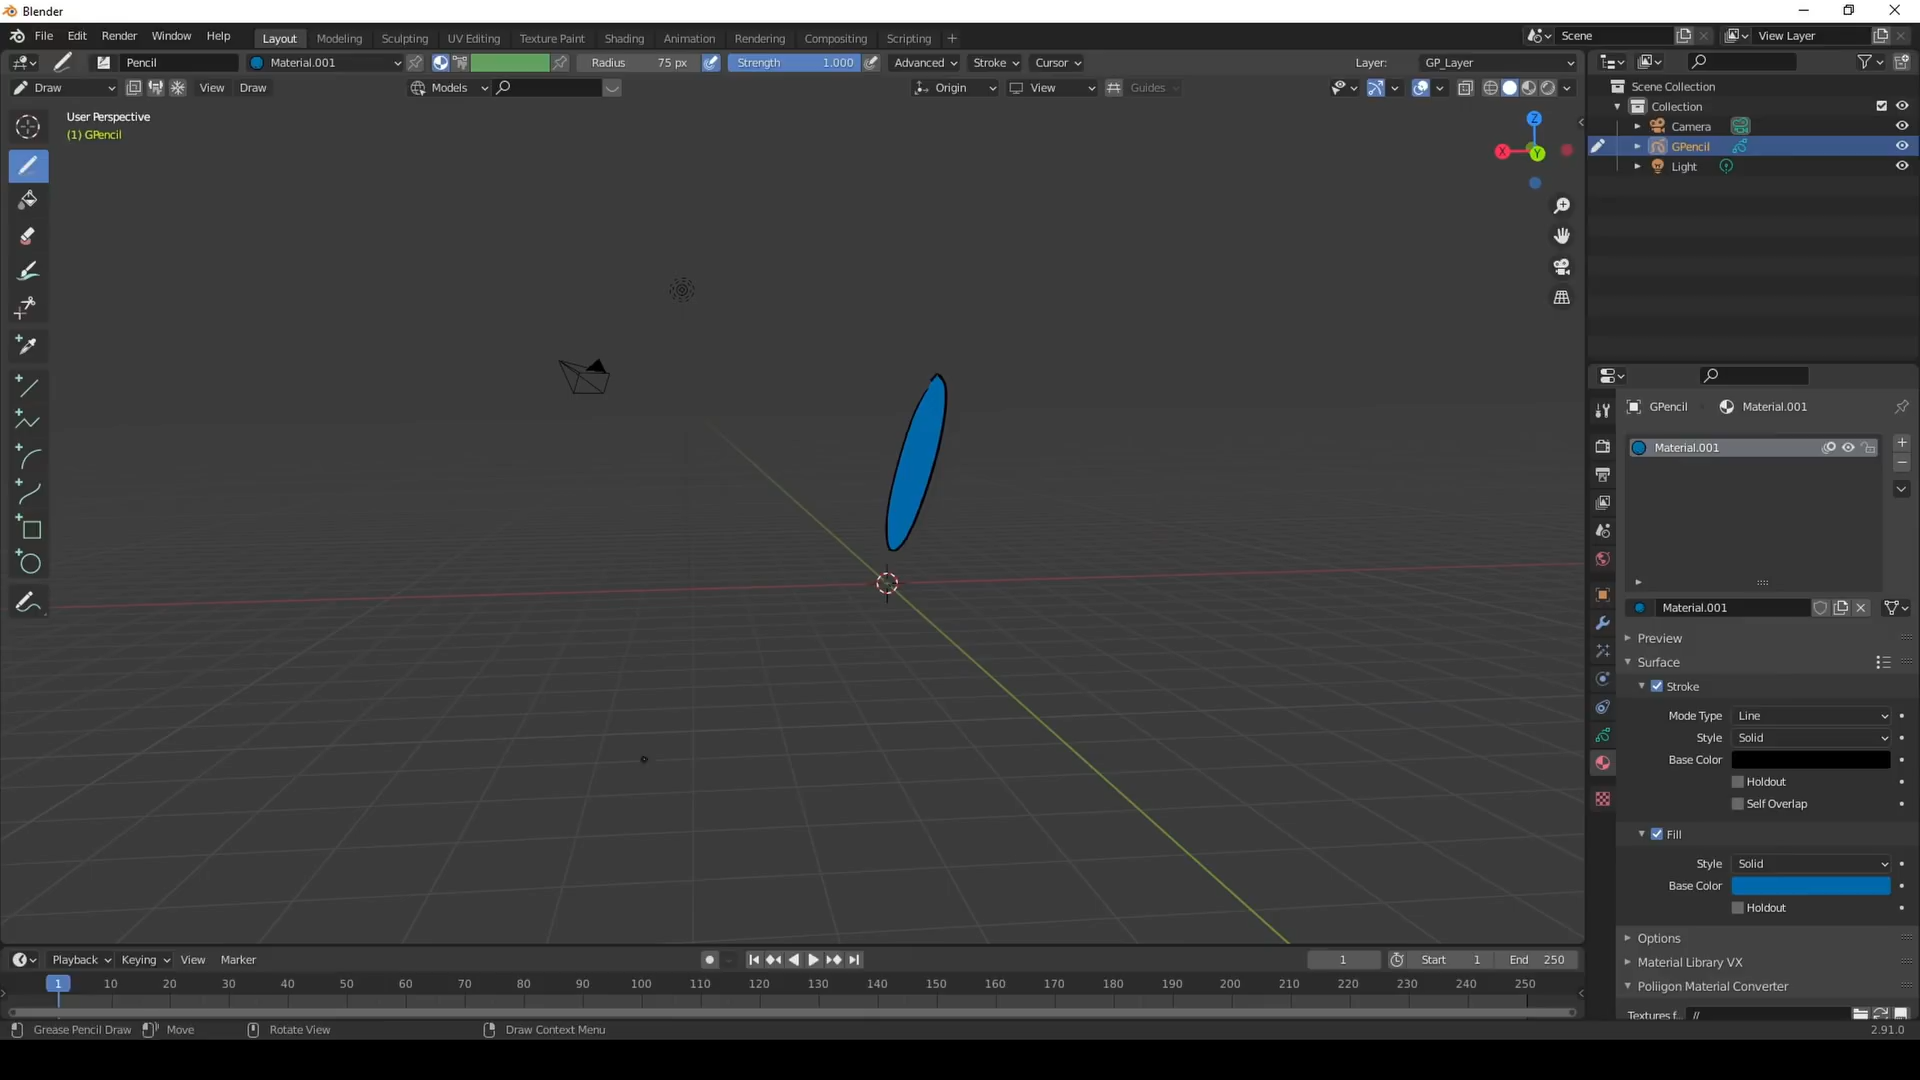 Blender
File Edit Render Window Help Layout Modeling Sculpting UV Editing Texture Paint Shading Animation Rendering Compositing Scripting + Scene View Layer
Pencil Material.001 Radius 75 px Strength 1.000 Advanced Stroke Cursor Layer: GP_Layer
Draw View Draw Models Origin View Guides
User Perspective
(1) GPencil
Z
X
Y
Scene Collection
Collection
Camera
GPencil
Light
GPencil Material.001
Material.001
Material.001
Preview
Surface
Stroke
Mode Type Line
Style Solid
Base Color
Holdout
Self Overlap
Fill
Style Solid
Base Color
Holdout
Options
Material Library VX
Poliigon Material Converter
Textures f.. //
Playback Keying View Marker 1 Start 1 End 250
1 10 20 30 40 50 60 70 80 90 100 110 120 130 140 150 160 170 180 190 200 210 220 230 240 250
Grease Pencil Draw Move Rotate View Draw Context Menu 2.91.0